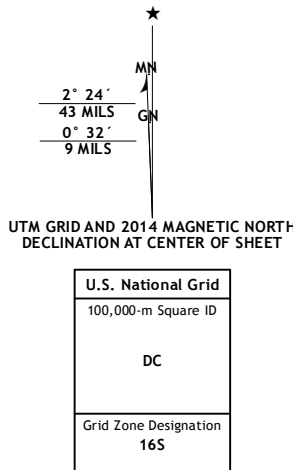 MN
2° 24´
43 MILS
GN
0° 32´
9 MILS
UTM GRID AND 2014 MAGNETIC NORTH
DECLINATION AT CENTER OF SHEET
U.S. National Grid
100,000-m Square ID
DC
Grid Zone Designation
16S